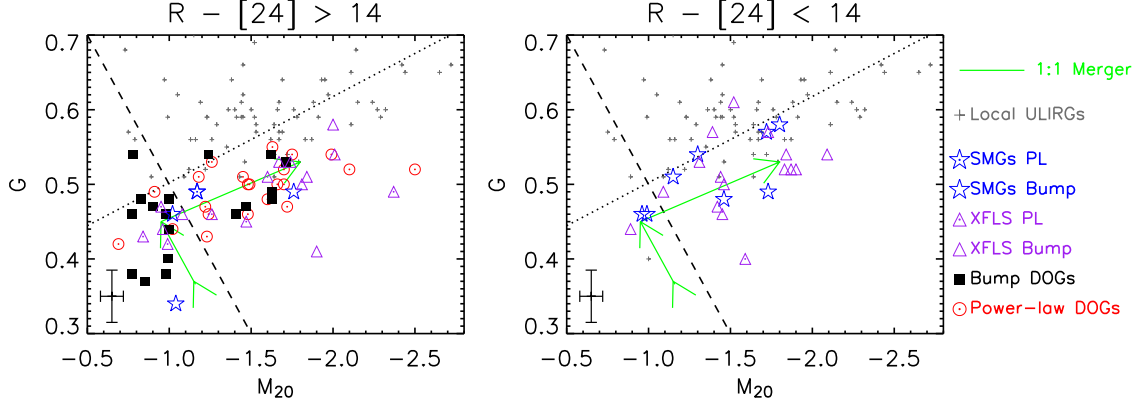 R – [24] > 14
R – [24] < 14
0.7
0.6
0.5
0.4
0.3
G
−0.5 −1.0 −1.5 −2.0 −2.5
M20
0.7
0.6
0.5
0.4
0.3
G
−0.5 −1.0 −1.5 −2.0 −2.5
M20
1:1 Merger
Local ULIRGs
SMGs PL
SMGs Bump
XFLS PL
XFLS Bump
Bump DOGs
Power–law DOGs